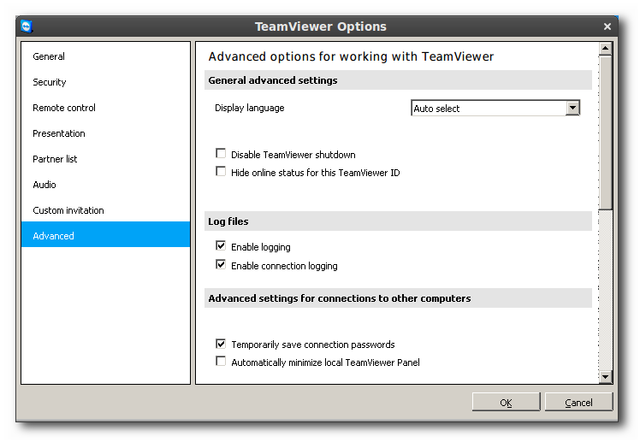 TeamViewer Options
General
Security
Remote control
Presentation
Partner list
Audio
Custom invitation
Advanced
Advanced options for working with TeamViewer
General advanced settings
Display language Auto select
Disable TeamViewer shutdown
Hide online status for this TeamViewer ID
Log files
Enable logging
Enable connection logging
Advanced settings for connections to other computers
Temporarily save connection passwords
Automatically minimize local TeamViewer Panel
OK Cancel